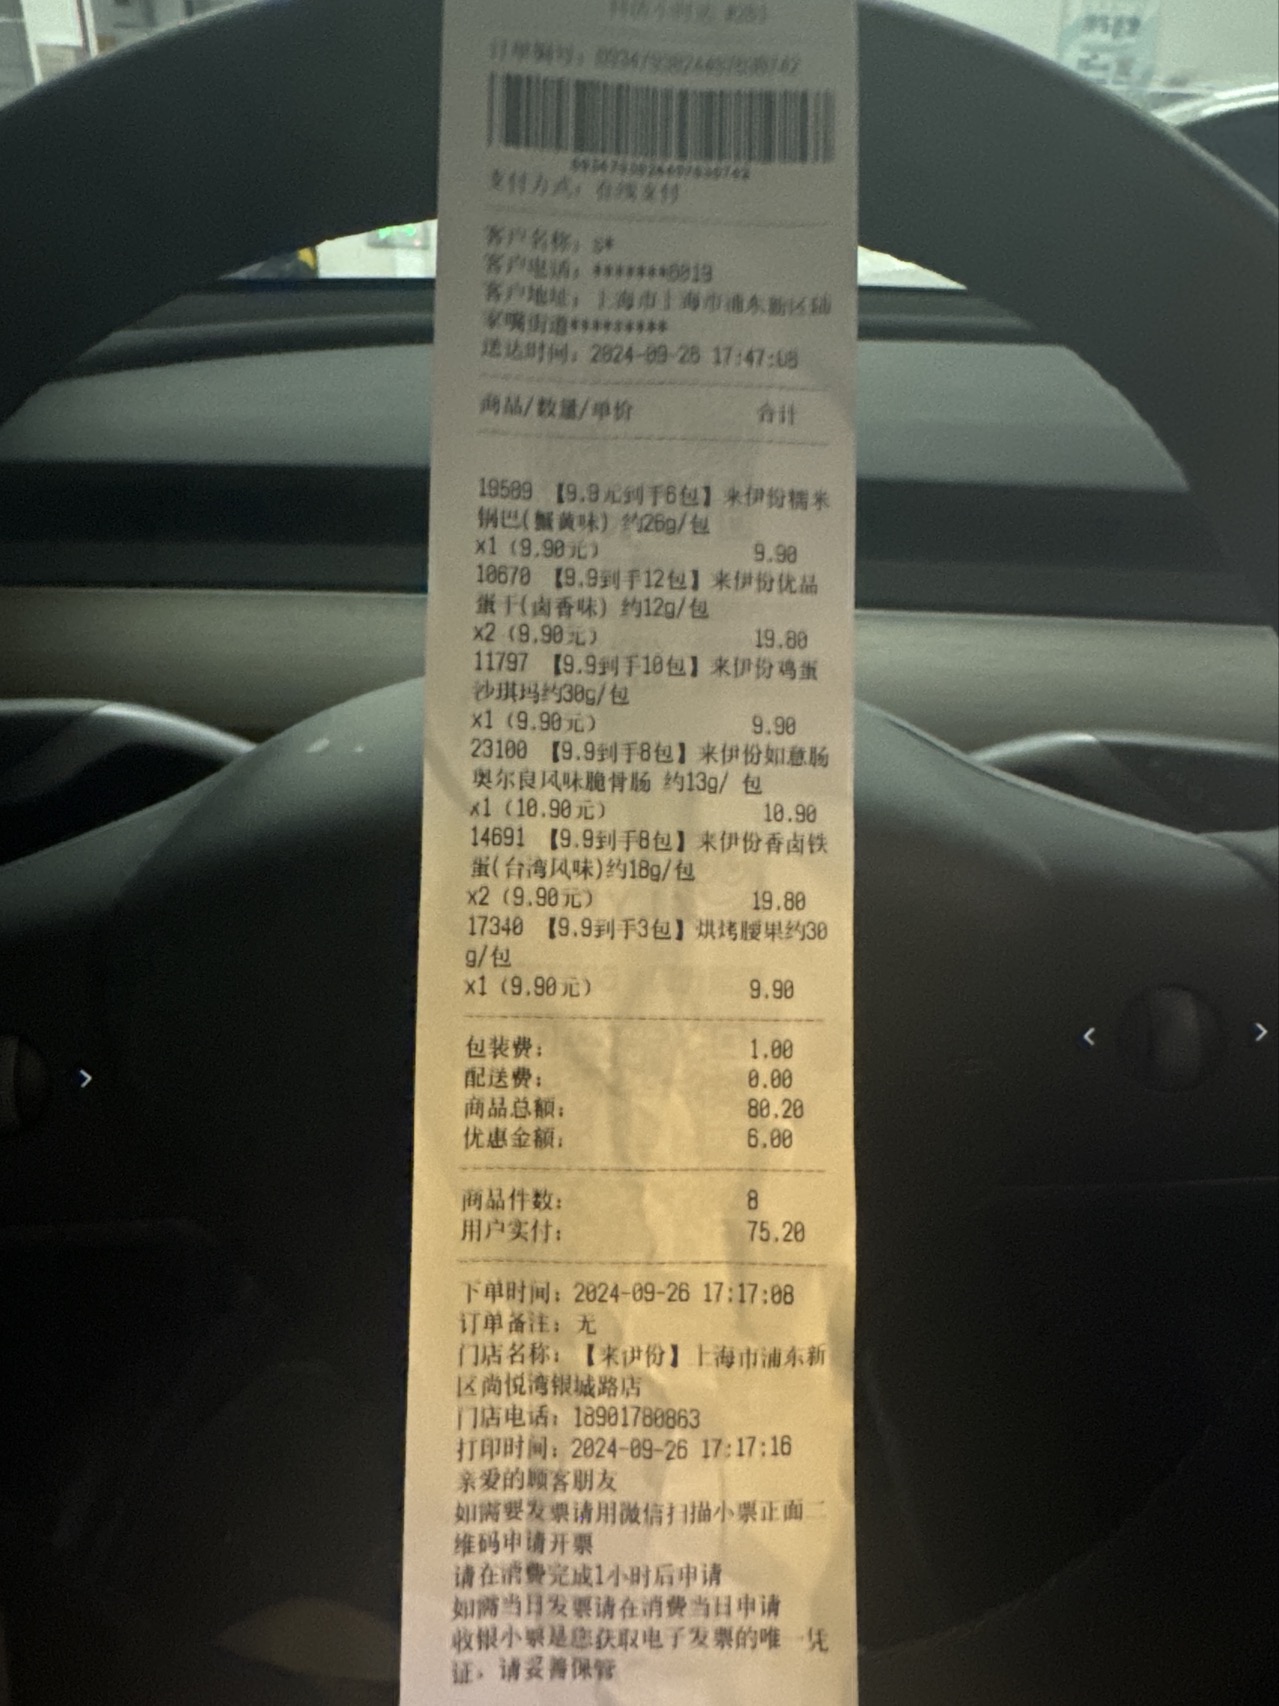 抖店小时达 #203
订单编号：6934793824497830742
6934793824497830742
支付方式：在线支付
客户名称：s*
客户电话：*******6019
客户地址：上海市上海市浦东新区陆
家嘴街道*********
送达时间：2024-09-26 17:47:08
商品/数量/单价 合计
19509 【9.9元到手6包】来伊份糯米
锅巴(蟹黄味) 约26g/包
x1（9.90元） 9.90
10670 【9.9到手12包】来伊份优品
蛋干(卤香味) 约12g/包
x2（9.90元） 19.80
11797 【9.9到手10包】来伊份鸡蛋
沙琪玛约30g/包
x1（9.90元） 9.90
23100 【9.9到手8包】来伊份如意肠
奥尔良风味脆骨肠 约13g/ 包
x1（10.90元） 10.90
14691 【9.9到手8包】来伊份香卤铁
蛋(台湾风味)约18g/包
x2（9.90元） 19.80
17340 【9.9到手3包】烘烤腰果约30
g/包
x1（9.90元） 9.90
包装费： 1.00
配送费： 0.00
商品总额： 80.20
优惠金额： 6.00
商品件数： 8
用户实付： 75.20
下单时间：2024-09-26 17:17:08
订单备注：无
门店名称：【来伊份】上海市浦东新
区尚悦湾银城路店
门店电话：18901780863
打印时间：2024-09-26 17:17:16
亲爱的顾客朋友
如需要发票请用微信扫描小票正面二
维码申请开票
请在消费完成1小时后申请
如需当日发票请在消费当日申请
收银小票是您获取电子发票的唯一凭
证，请妥善保管